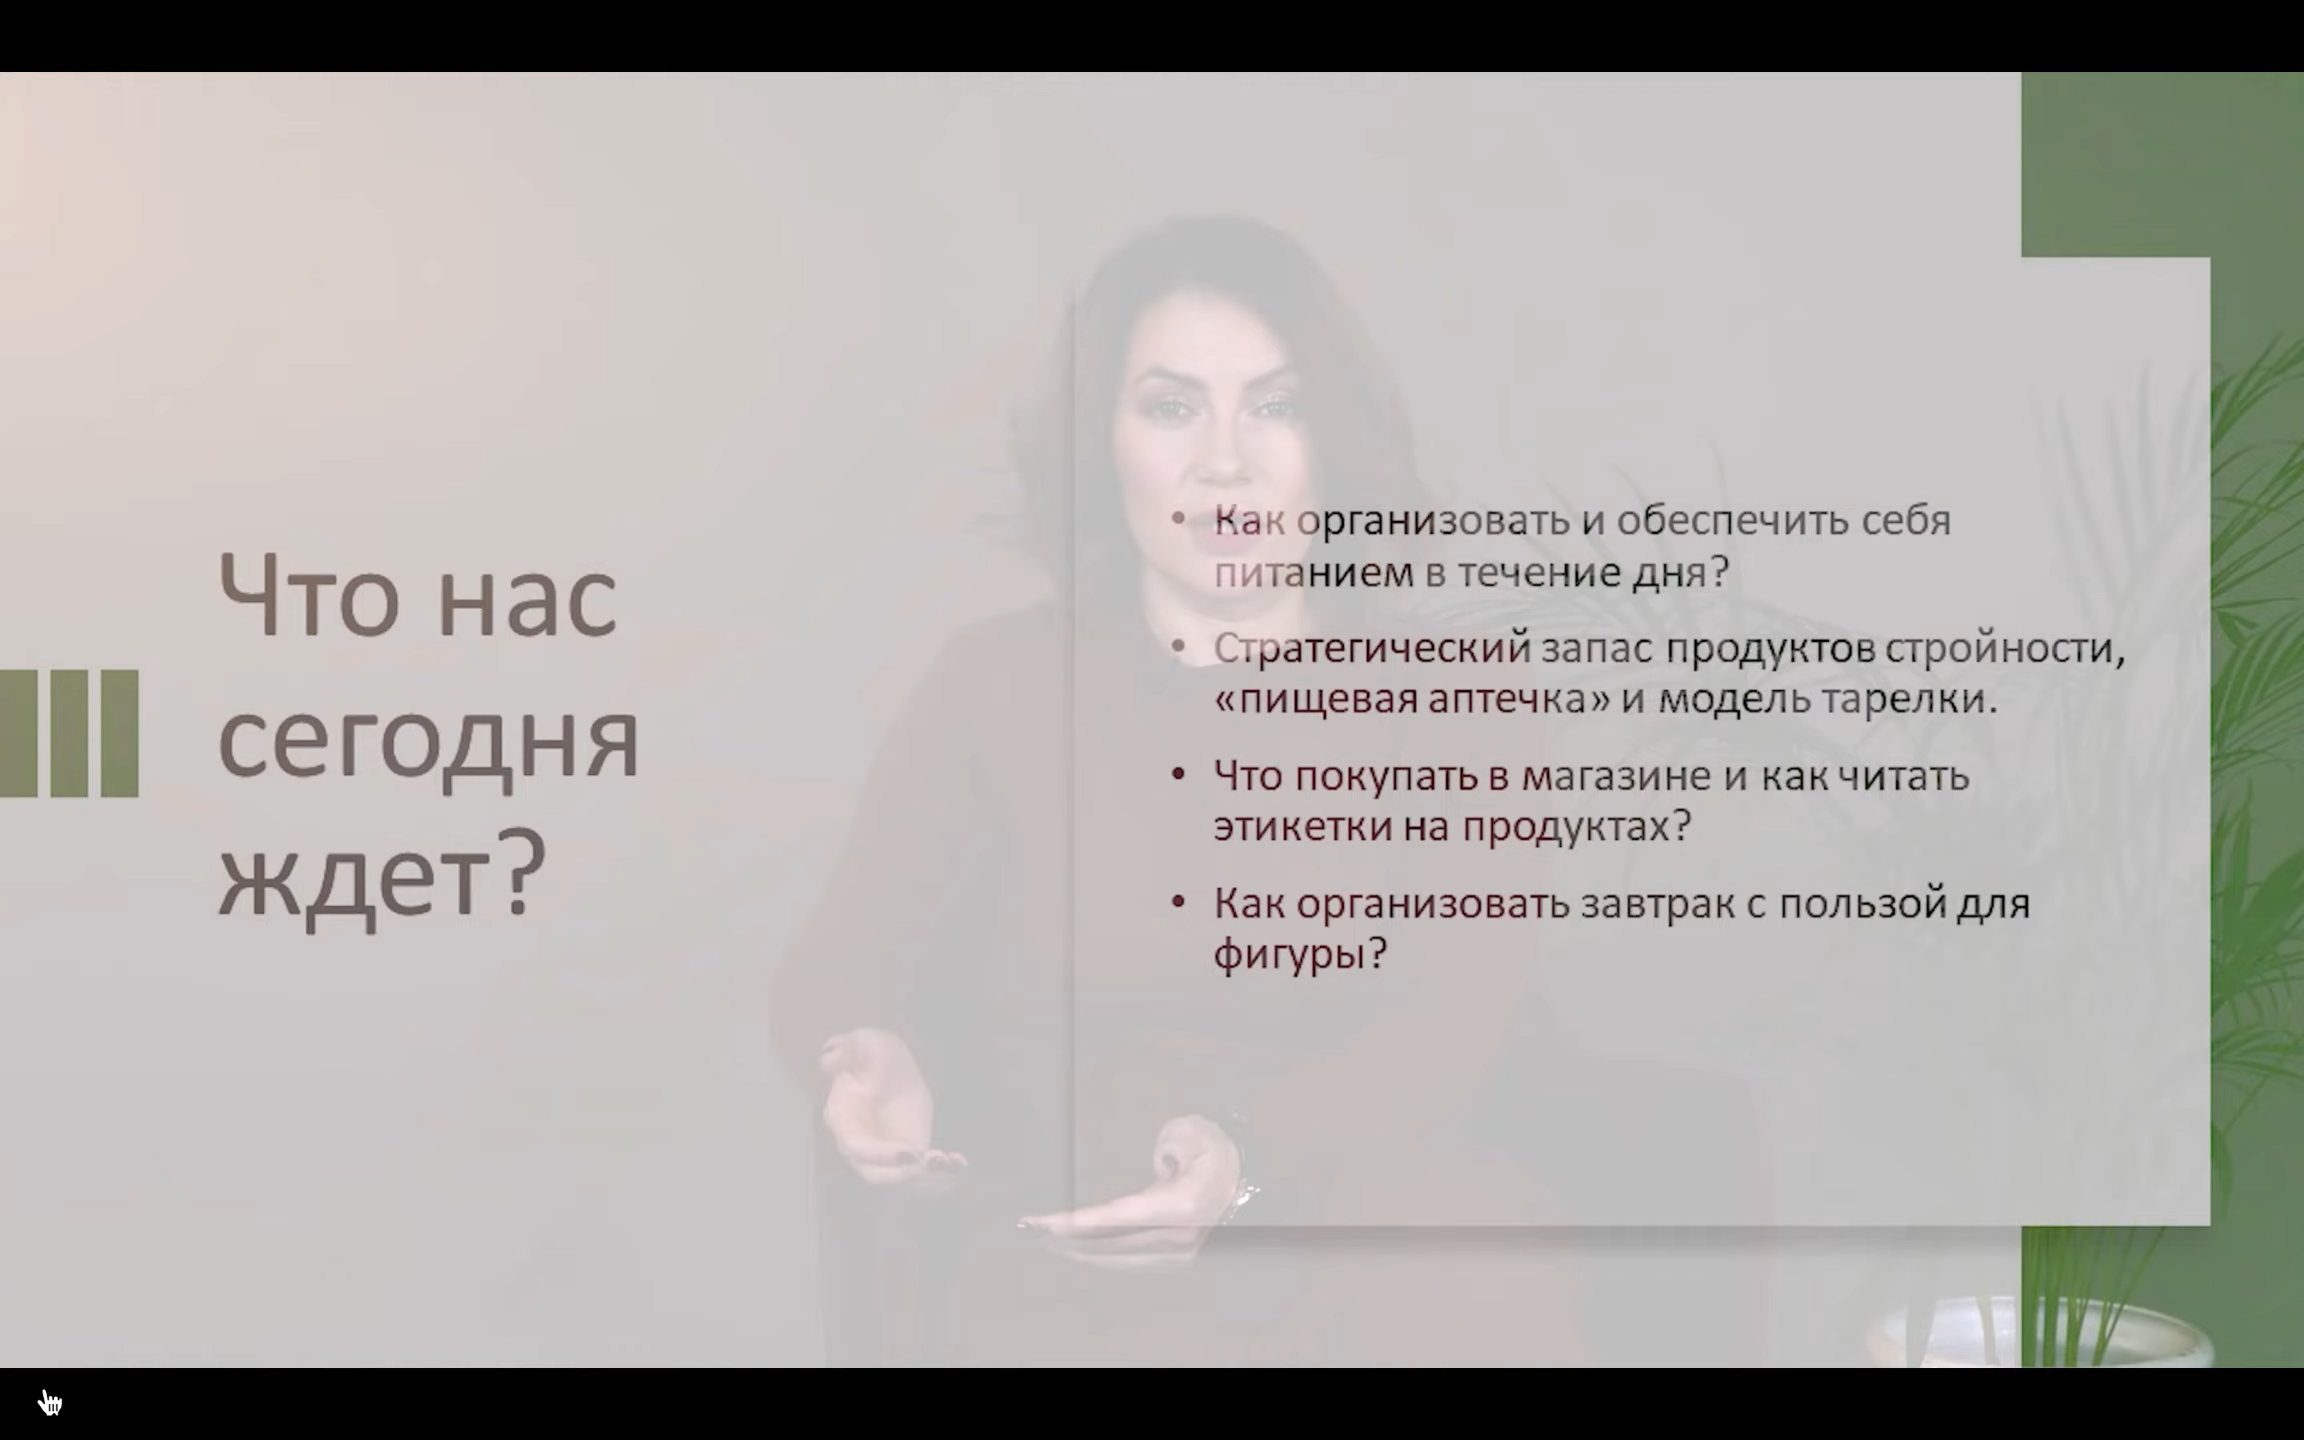 Что нас
сегодня
ждет?
• Как организовать и обеспечить себя
питанием в течение дня?
• Стратегический запас продуктов стройности,
«пищевая аптечка» и модель тарелки.
• Что покупать в магазине и как читать
этикетки на продуктах?
• Как организовать завтрак с пользой для
фигуры?